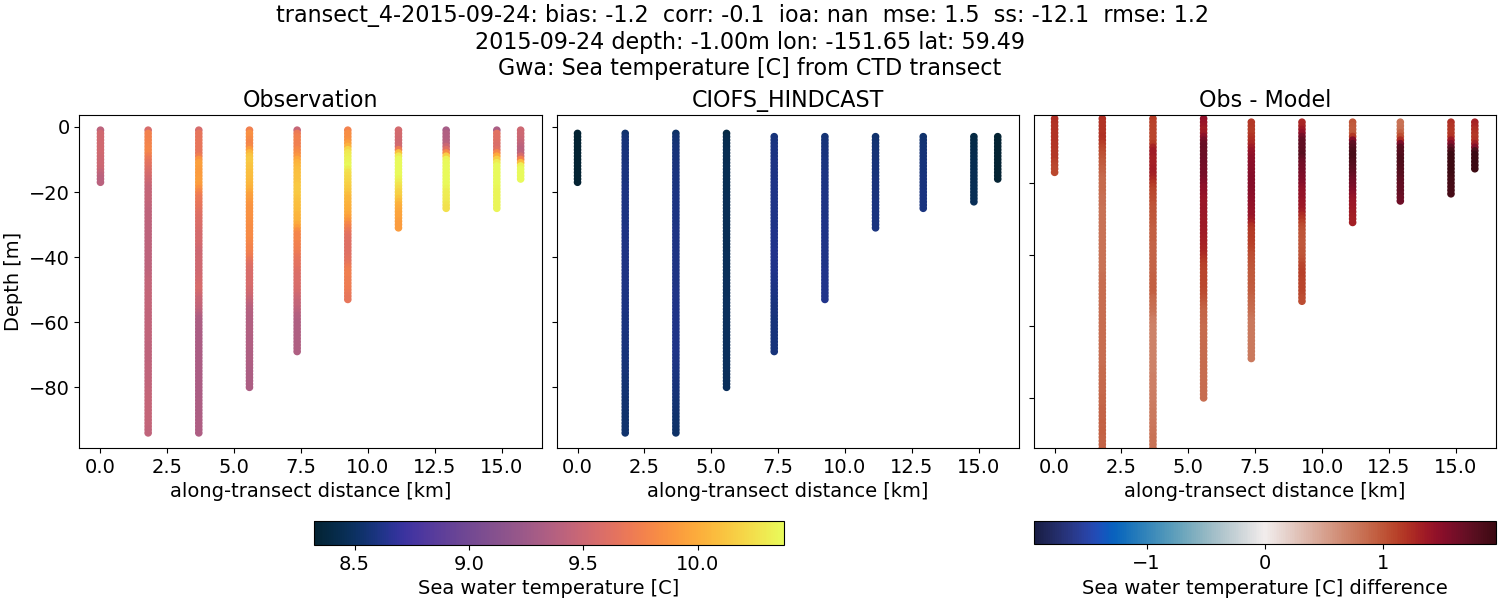 transect_4-2015-09-24: bias: -1.2  corr: -0.1  ioa: nan  mse: 1.5  ss: -12.1  rmse: 1.2
2015-09-24 depth: -1.00m lon: -151.65 lat: 59.49
Gwa: Sea temperature [C] from CTD transect
Observation
CIOFS_HINDCAST
Obs - Model
Depth [m]
0
−20
−40
−60
−80
0.0 2.5 5.0 7.5 10.0 12.5 15.0
0.0 2.5 5.0 7.5 10.0 12.5 15.0
0.0 2.5 5.0 7.5 10.0 12.5 15.0
along-transect distance [km]
along-transect distance [km]
along-transect distance [km]
8.5 9.0 9.5 10.0
Sea water temperature [C]
−1 0 1
Sea water temperature [C] difference